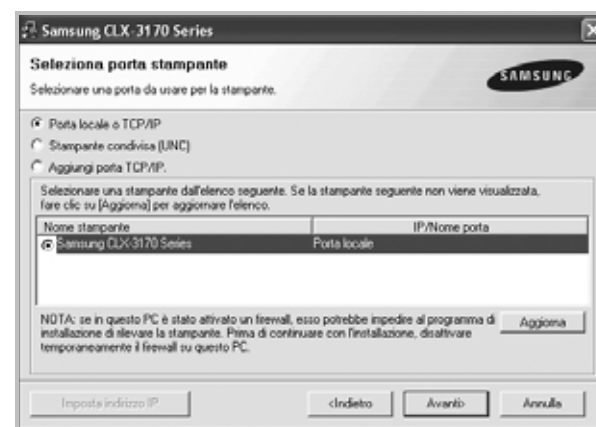 Samsung CLX-3170 Series
Seleziona porta stampante
Selezionare una porta da usare per la stampante.
SAMSUNG
Porta locale o TCP/IP
Stampante condivisa (UNC)
Aggiungi porta TCP/IP.
Selezionare una stampante dall'elenco seguente. Se la stampante seguente non viene visualizzata,
fare clic su [Aggiorna] per aggiornare l'elenco.
Nome stampante IP/Nome porta
Samsung CLX-3170 Series Porta locale
NOTA: se in questo PC è stato attivato un firewall, esso potrebbe impedire al programma di
installazione di rilevare la stampante. Prima di continuare con l'installazione, disattivare
temporaneamente il firewall su questo PC.
Aggiorna
Imposta indirizzo IP <Indietro Avanti> Annulla